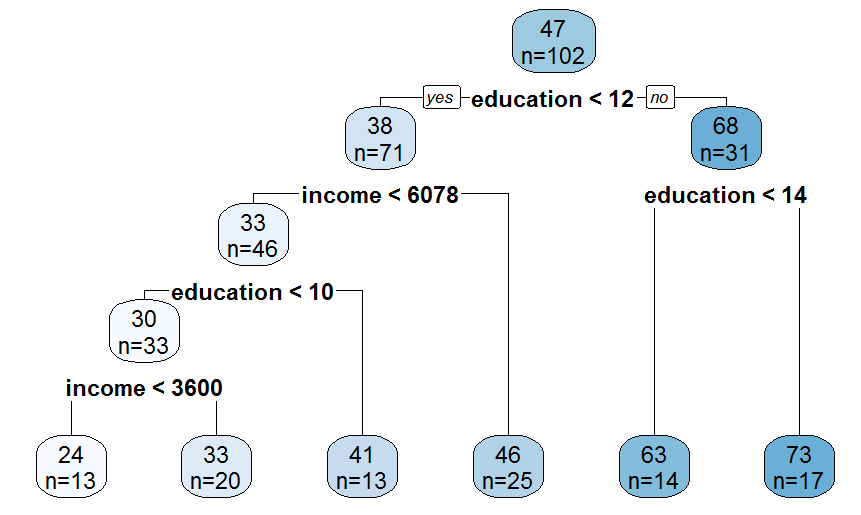 47
n=102
yes
education < 12
no
38
n=71
68
n=31
income < 6078
education < 14
33
n=46
education < 10
30
n=33
income < 3600
24
n=13
33
n=20
41
n=13
46
n=25
63
n=14
73
n=17